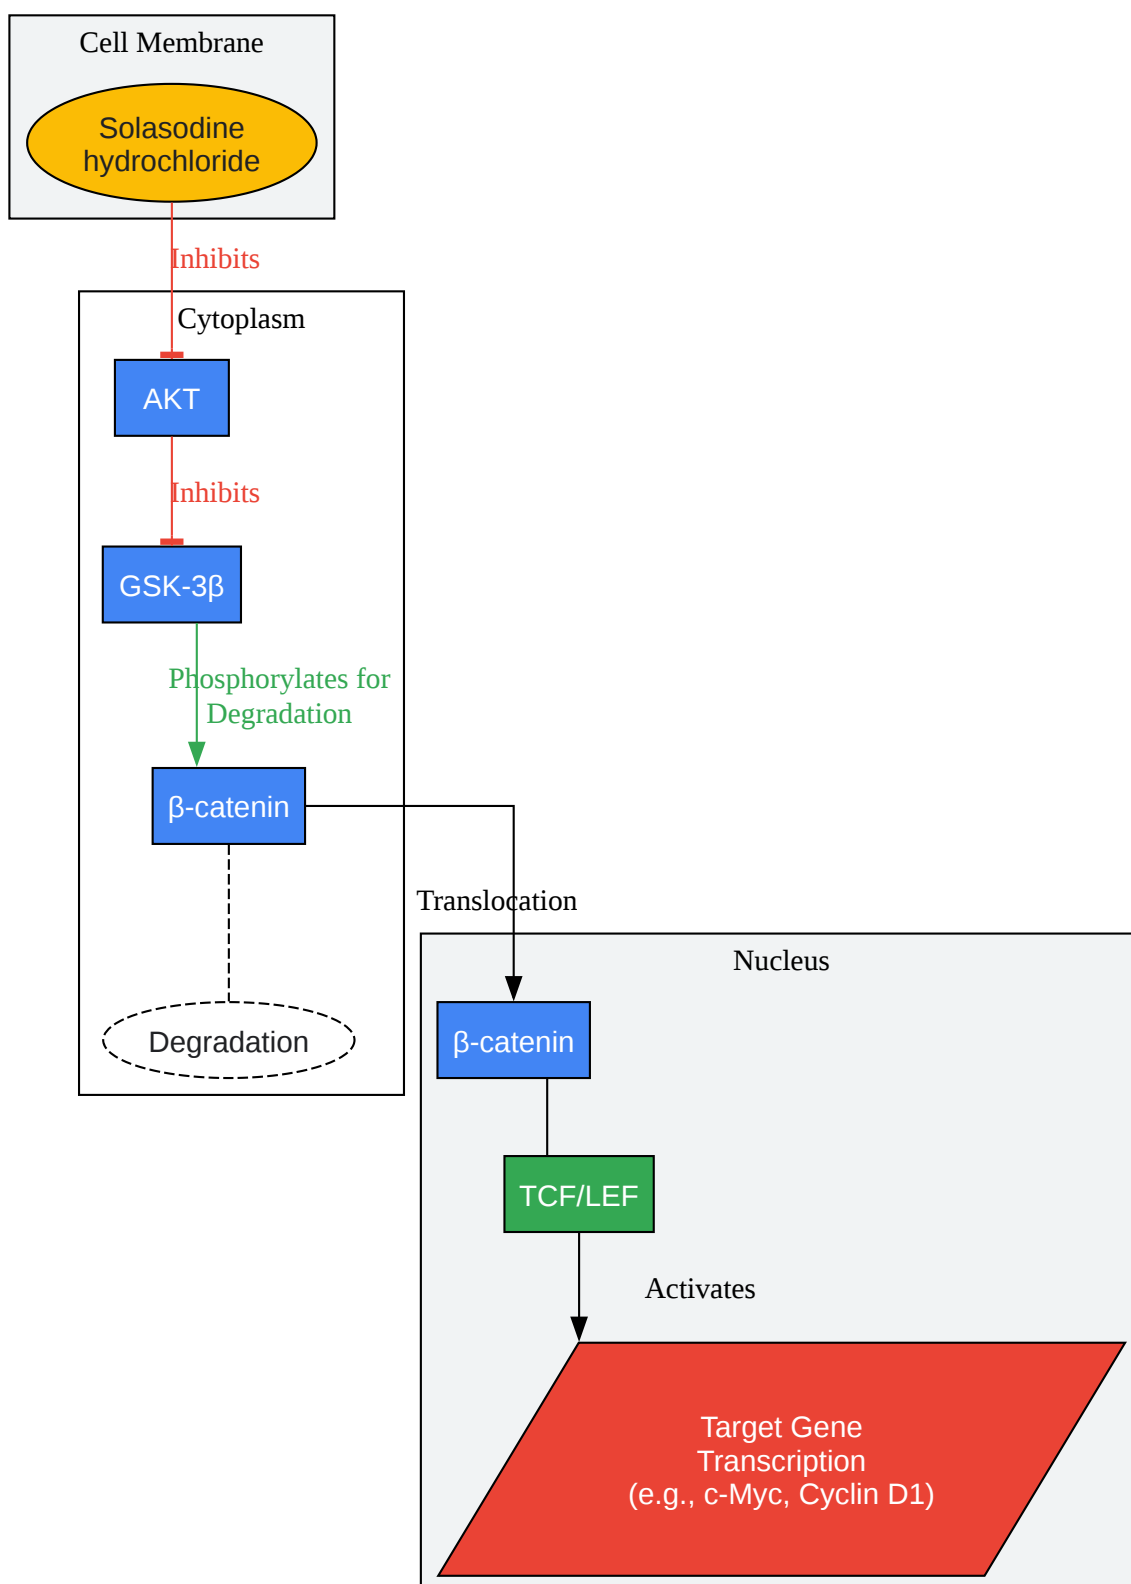 Cell Membrane
Solasodine
hydrochloride
Inhibits
Cytoplasm
AKT
Inhibits
GSK-3β
Phosphorylates for
Degradation
β-catenin
Translocation
Nucleus
β-catenin
Degradation
TCF/LEF
Activates
Target Gene
Transcription
(e.g., c-Myc, Cyclin D1)